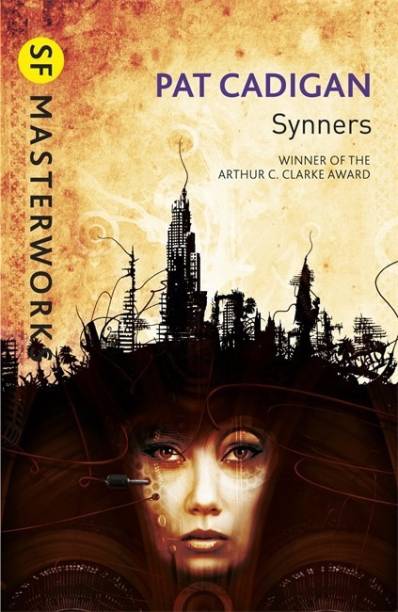 SF MASTERWORKS
PAT CADIGAN
Synners
WINNER OF THE
ARTHUR C. CLARKE AWARD